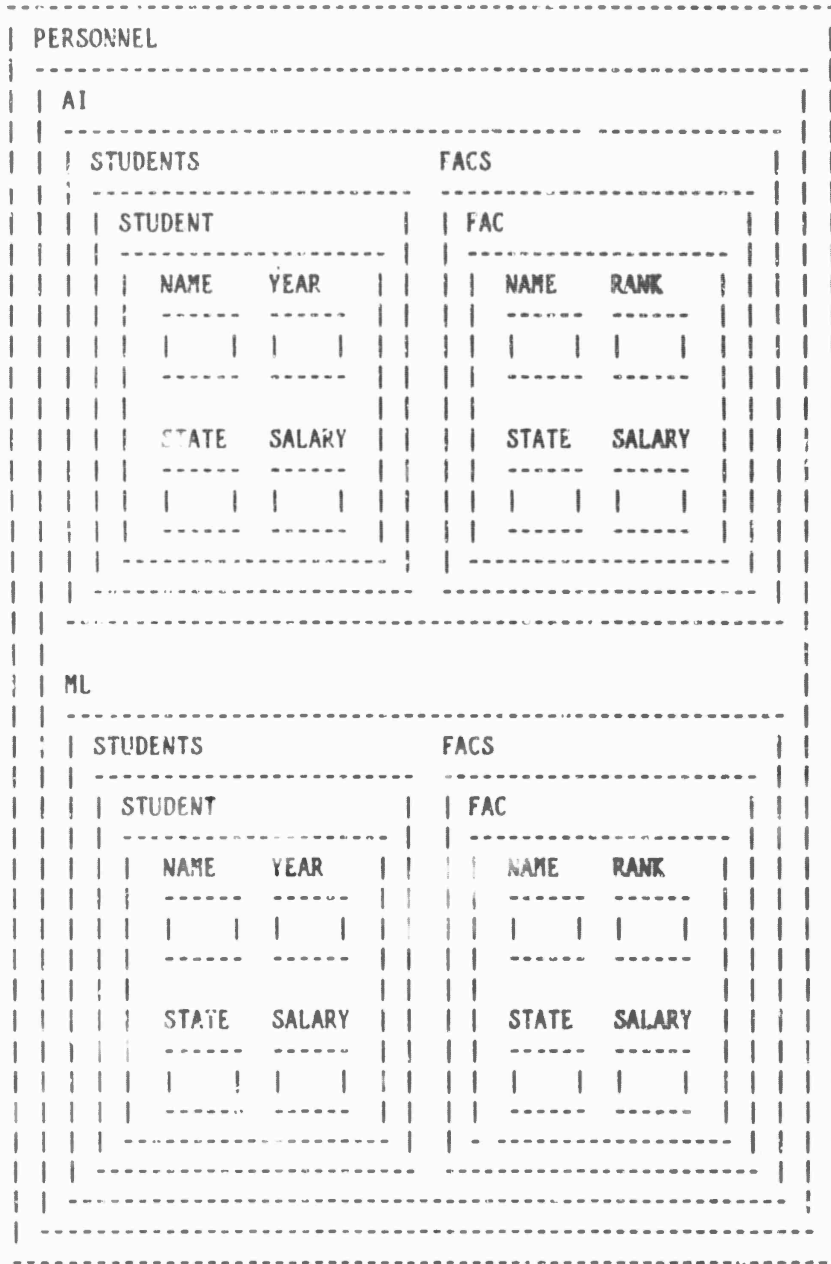 PERSONNEL
AI
STUDENTS FACS
STUDENT FAC
NAME YEAR NAME RANK
STATE SALARY STATE SALARY
ML
STUDENTS FACS
STUDENT FAC
NAME YEAR NAME RANK
STATE SALARY STATE SALARY